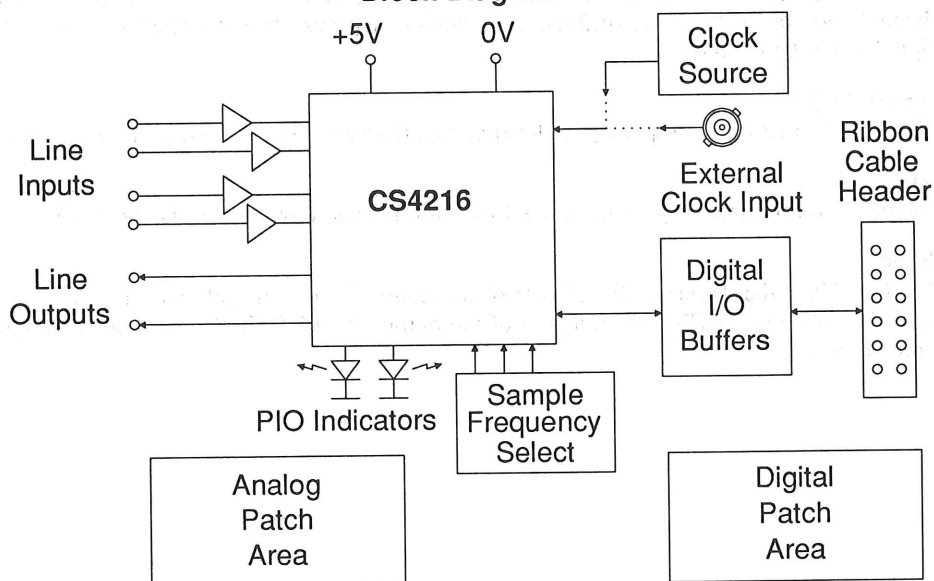 +5V
0V
Clock
Source
Line
Inputs
CS4216
External
Clock Input
Ribbon
Cable
Header
Line
Outputs
Digital
I/O
Buffers
PIO Indicators
Sample
Frequency
Select
Analog
Patch
Area
Digital
Patch
Area